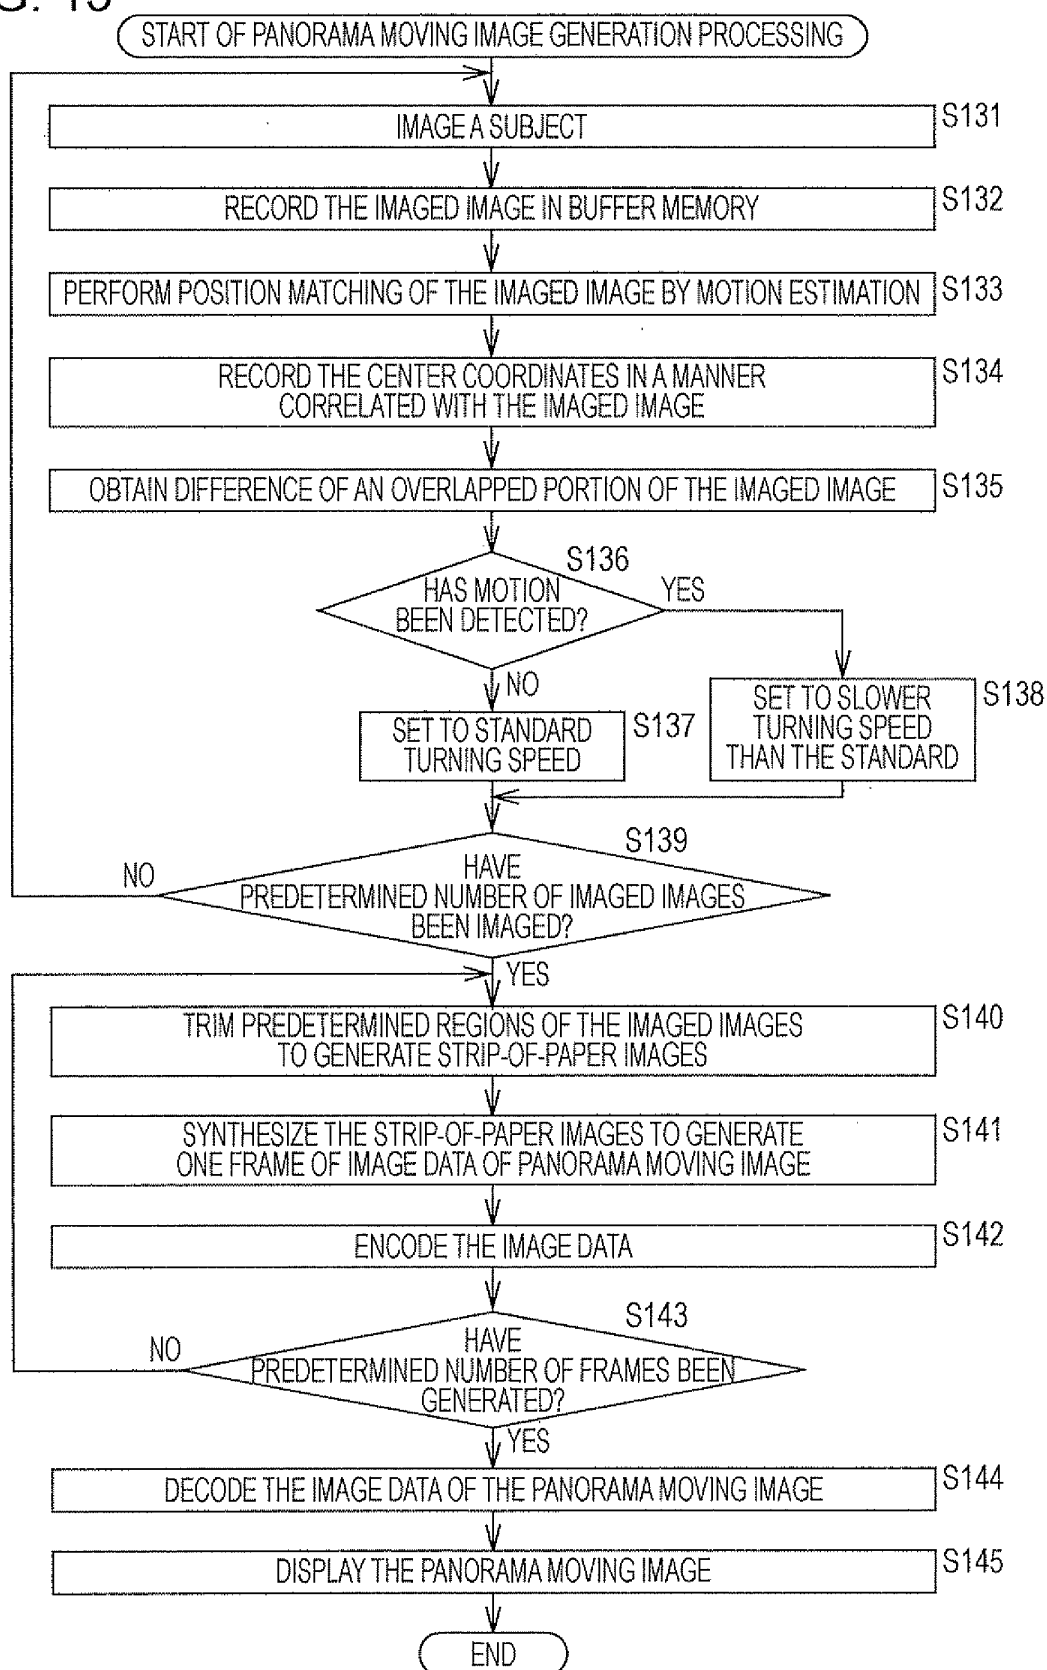 START OF PANORAMA MOVING IMAGE GENERATION PROCESSING
IMAGE A SUBJECT
S131
RECORD THE IMAGED IMAGE IN BUFFER MEMORY
S132
PERFORM POSITION MATCHING OF THE IMAGED IMAGE BY MOTION ESTIMATION
S133
RECORD THE CENTER COORDINATES IN A MANNER
CORRELATED WITH THE IMAGED IMAGE
S134
OBTAIN DIFFERENCE OF AN OVERLAPPED PORTION OF THE IMAGED IMAGE
S135
S136
HAS MOTION
BEEN DETECTED?
YES
NO
SET TO STANDARD
TURNING SPEED
S137
SET TO SLOWER
TURNING SPEED
THAN THE STANDARD
S138
S139
HAVE
PREDETERMINED NUMBER OF IMAGED IMAGES
BEEN IMAGED?
NO
YES
TRIM PREDETERMINED REGIONS OF THE IMAGED IMAGES
TO GENERATE STRIP-OF-PAPER IMAGES
S140
SYNTHESIZE THE STRIP-OF-PAPER IMAGES TO GENERATE
ONE FRAME OF IMAGE DATA OF PANORAMA MOVING IMAGE
S141
ENCODE THE IMAGE DATA
S142
S143
HAVE
PREDETERMINED NUMBER OF FRAMES BEEN
GENERATED?
NO
YES
DECODE THE IMAGE DATA OF THE PANORAMA MOVING IMAGE
S144
DISPLAY THE PANORAMA MOVING IMAGE
S145
END